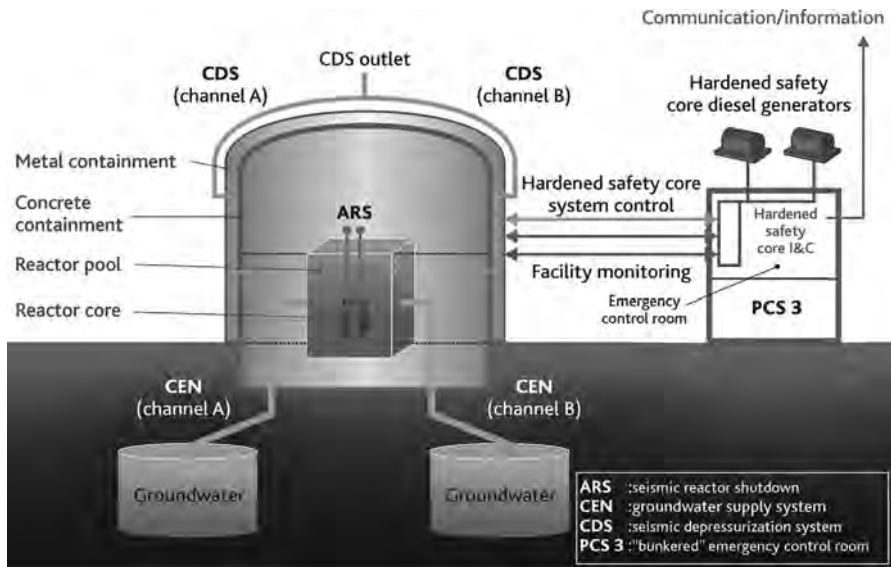 Communication/information
CDS outlet
CDS
(channel A)
CDS
(channel B)
Hardened safety
core diesel generators
Metal containment
Concrete
containment
ARS
Reactor pool
Reactor core
Hardened safety core
system control
Facility monitoring
Hardened
safety
core I&C
Emergency
control room
PCS 3
CEN
(channel A)
CEN
(channel B)
Groundwater
Groundwater
ARS :seismic reactor shutdown
CEN :groundwater supply system
CDS :seismic depressurization system
PCS 3 :"bunkered" emergency control room